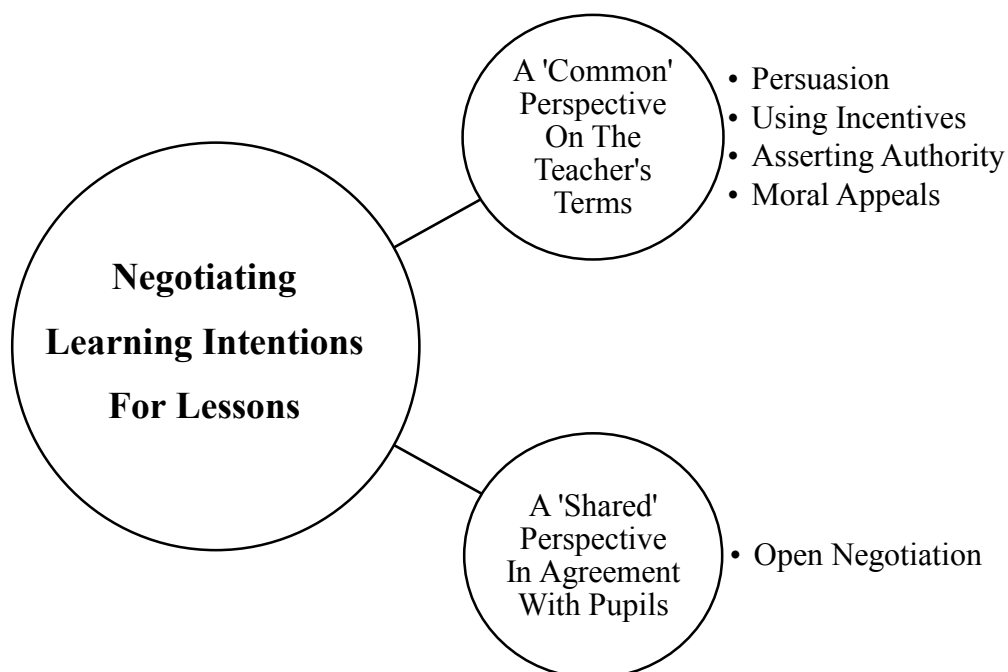 Negotiating
Learning Intentions
For Lessons
A 'Common'
Perspective
On The
Teacher's
Terms
• Persuasion
• Using Incentives
• Asserting Authority
• Moral Appeals
A 'Shared'
Perspective
In Agreement
With Pupils
• Open Negotiation